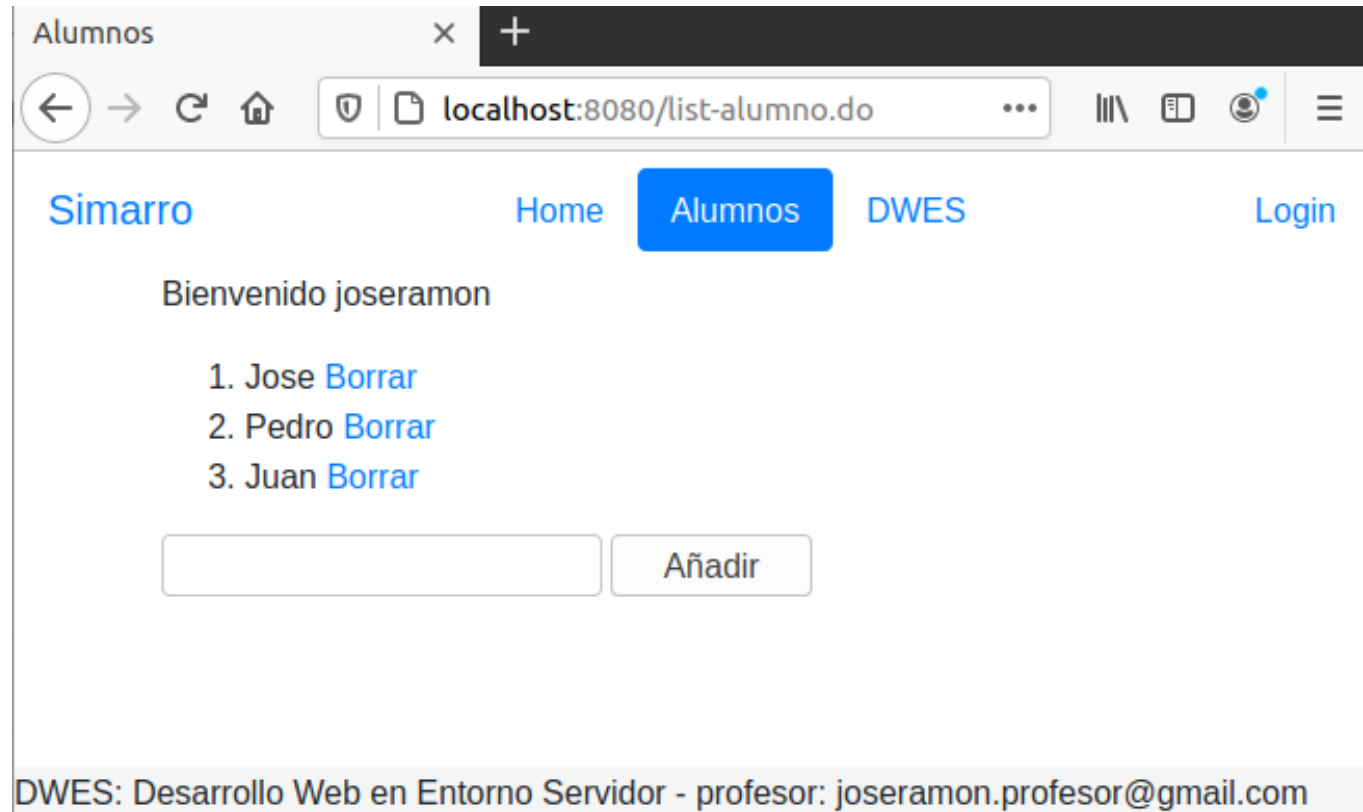 Alumnos
localhost:8080/list-alumno.do
Simarro Home Alumnos DWES Login
Bienvenido joseramon
1. Jose Borrar
2. Pedro Borrar
3. Juan Borrar
Añadir
DWES: Desarrollo Web en Entorno Servidor - profesor: joseramon.profesor@gmail.com